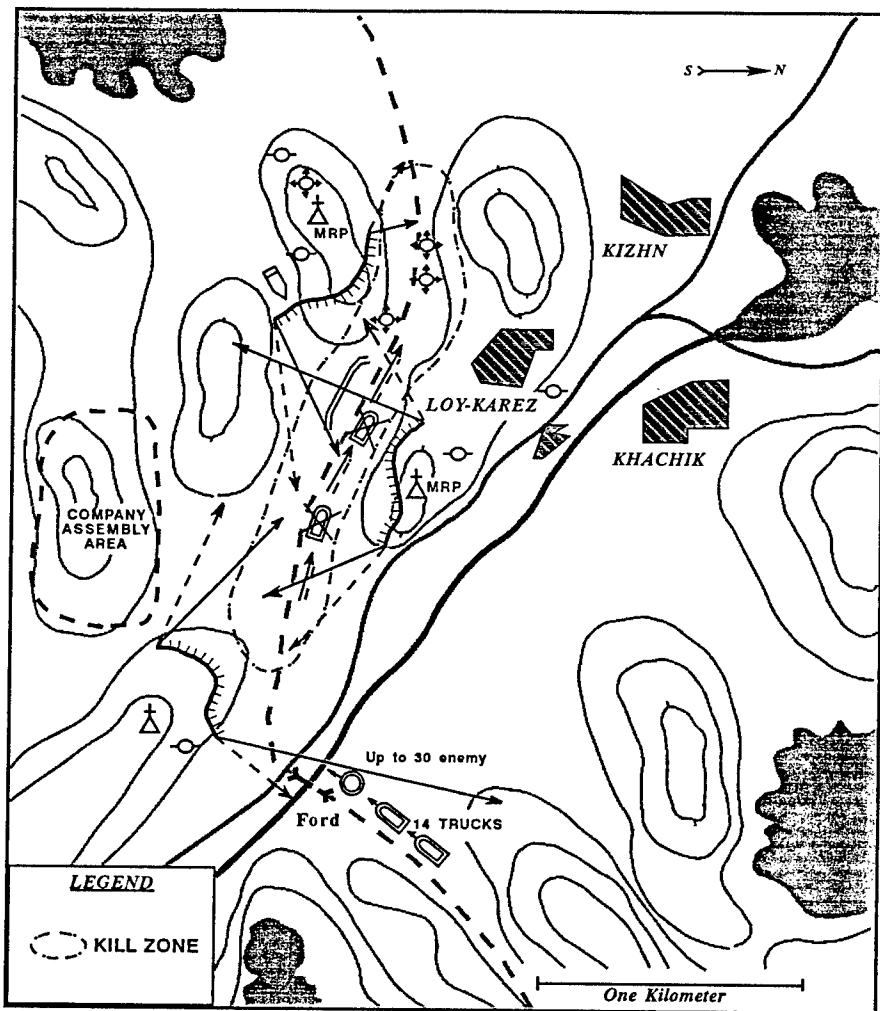 S N
MRP
KIZHN
LOY-KAREZ
KHACHIK
MRP
COMPANY
ASSEMBLY
AREA
Up to 30 enemy
14 TRUCKS
Ford
LEGEND
KILL ZONE
One Kilometer